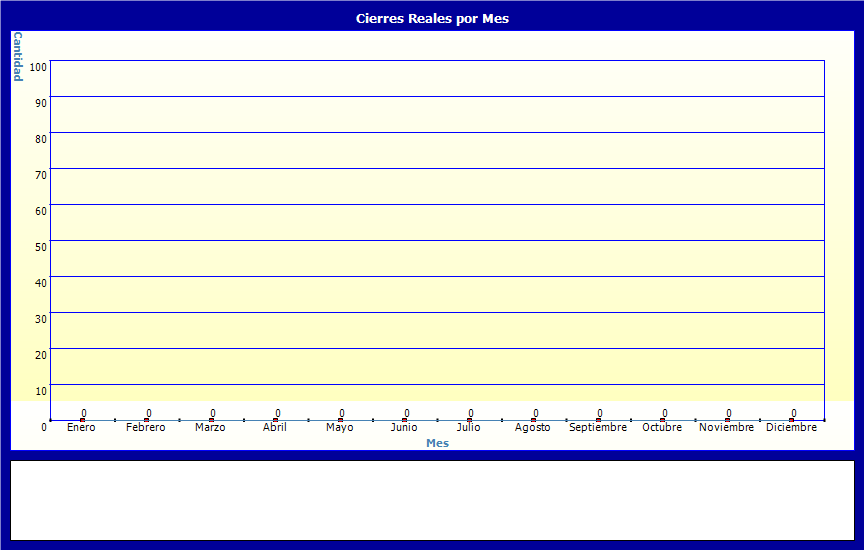 Cierres Reales por Mes
Cantidad
100
90
80
70
60
50
40
30
20
10
0
0 0 0 0 0 0 0 0 0 0 0 0
Enero Febrero Marzo Abril Mayo Junio Julio Agosto Septiembre Octubre Noviembre Diciembre
Mes